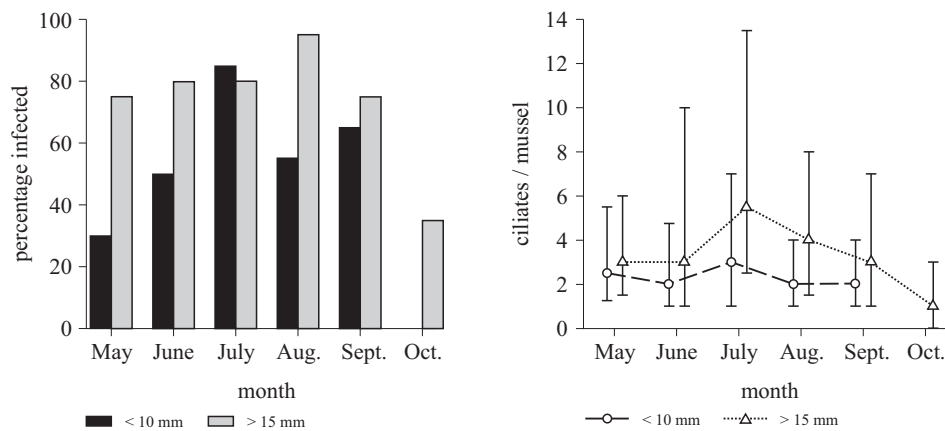 percentage infected
100
80
60
40
20
0
May June July Aug. Sept. Oct.
month
< 10 mm > 15 mm
ciliates / mussel
14
12
10
8
6
4
2
0
May June July Aug. Sept. Oct.
month
< 10 mm > 15 mm